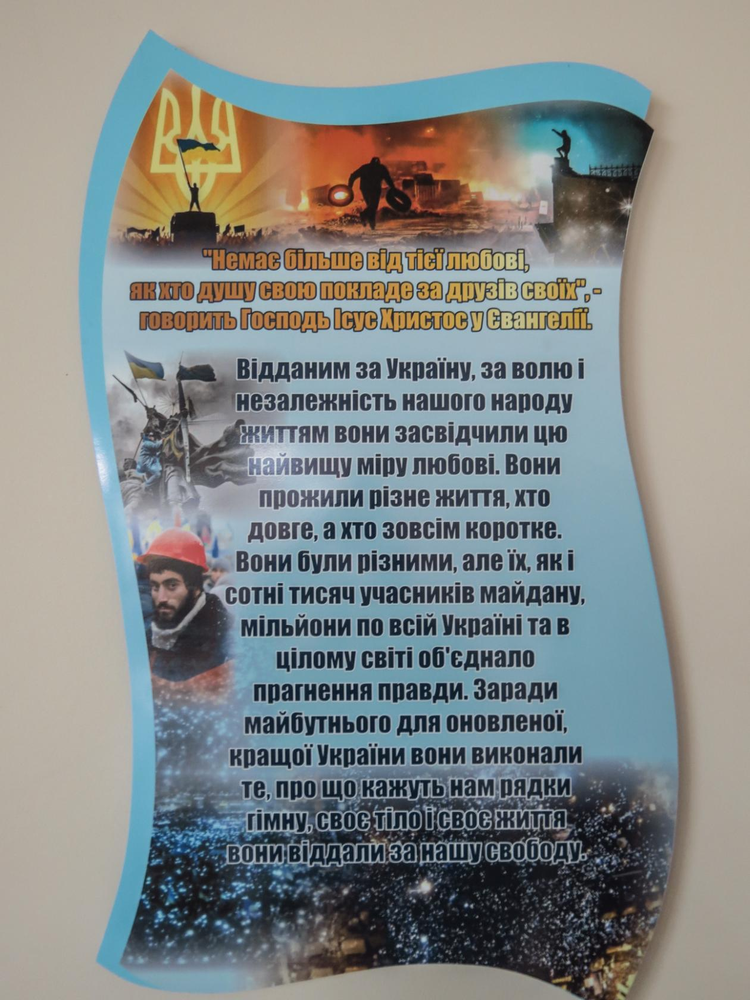 "Немає більше від тієї любові,
як хто душу свою покладе за друзів своїх", -
говорить Господь Ісус Христос у Євангелії.
Відданим за Україну, за волю і
незалежність нашого народу
життям вони засвідчили цю
найвищу міру любові. Вони
прожили різне життя, хто
довге, а хто зовсім коротке.
Вони були різними, але їх, як і
сотні тисяч учасників майдану,
мільйони по всій Україні та в
цілому світі об'єднало
прагнення правди. Заради
майбутнього для оновленої,
кращої України вони виконали
те, про що кажуть нам рядки
гімну, своє тіло і своє життя
вони віддали за нашу свободу.